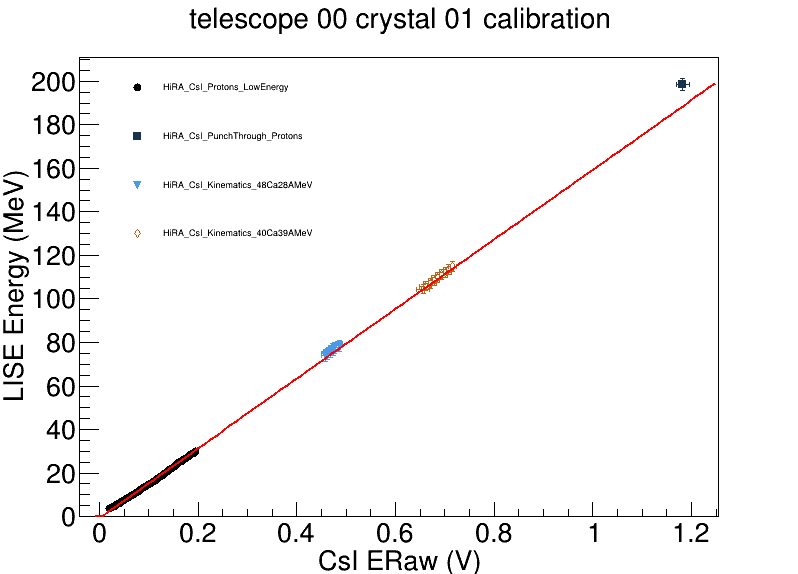 telescope 00 crystal 01 calibration
HiRA_CsI_Protons_LowEnergy
HiRA_CsI_PunchThrough_Protons
HiRA_CsI_Kinematics_48Ca28AMeV
HiRA_CsI_Kinematics_40Ca39AMeV
LISE Energy (MeV)
200
180
160
140
120
100
80
60
40
20
0
0 0.2 0.4 0.6 0.8 1 1.2
CsI ERaw (V)